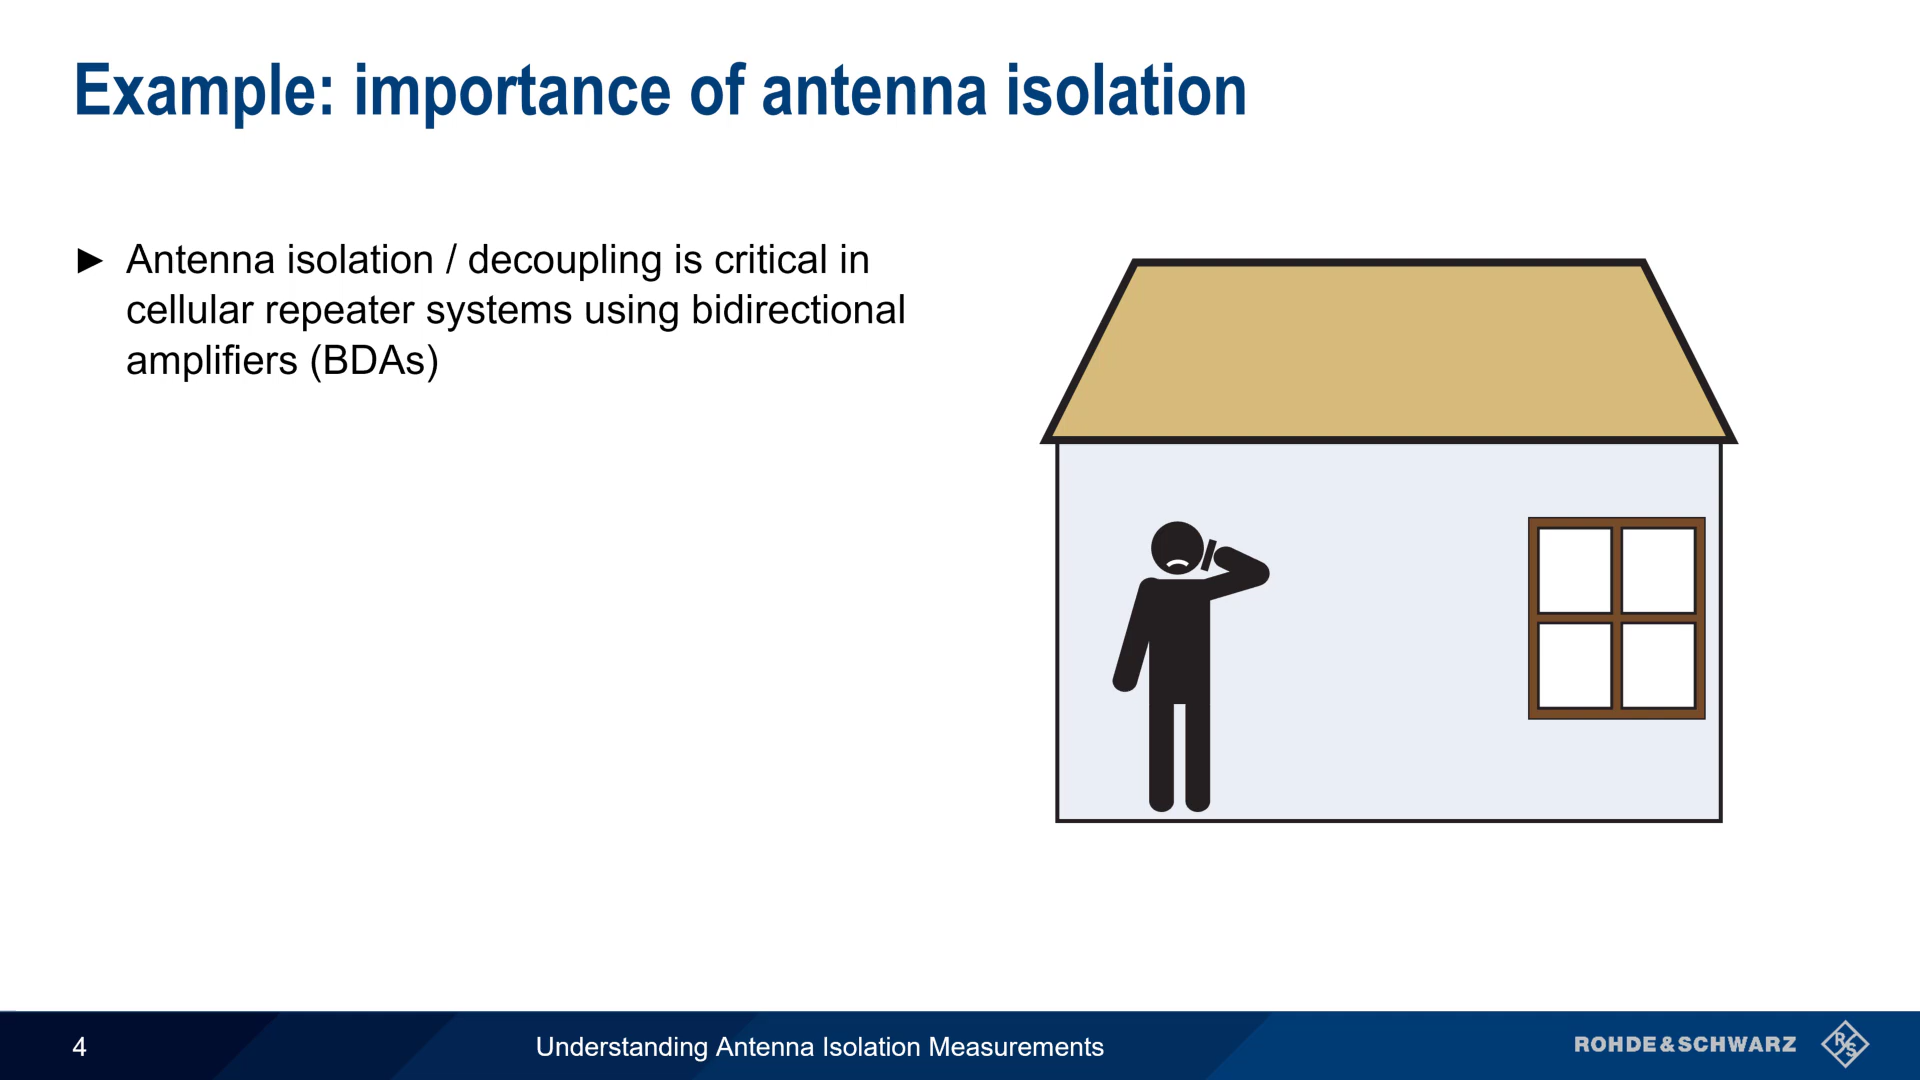 Example: importance of antenna isolation
► Antenna isolation / decoupling is critical in
cellular repeater systems using bidirectional
amplifiers (BDAs)
4
Understanding Antenna Isolation Measurements
ROHDE&SCHWARZ
R
S